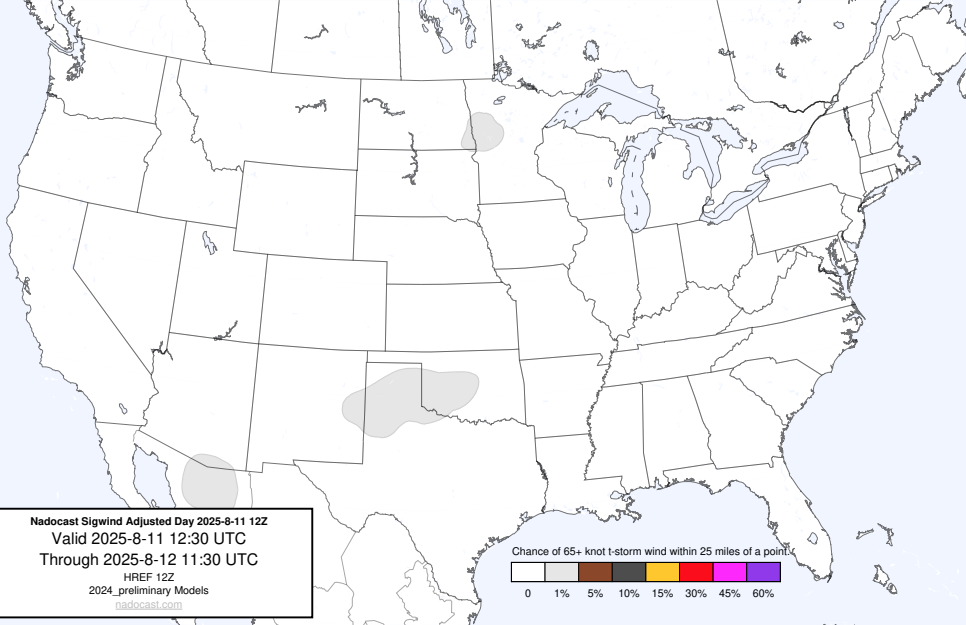 Nadocast Sigwind Adjusted Day 2025-8-11 12Z
Valid 2025-8-11 12:30 UTC
Through 2025-8-12 11:30 UTC
HREF 12Z
2024_preliminary Models
nadocast.com
Chance of 65+ knot t-storm wind within 25 miles of a point.
0 1% 5% 10% 15% 30% 45% 60%